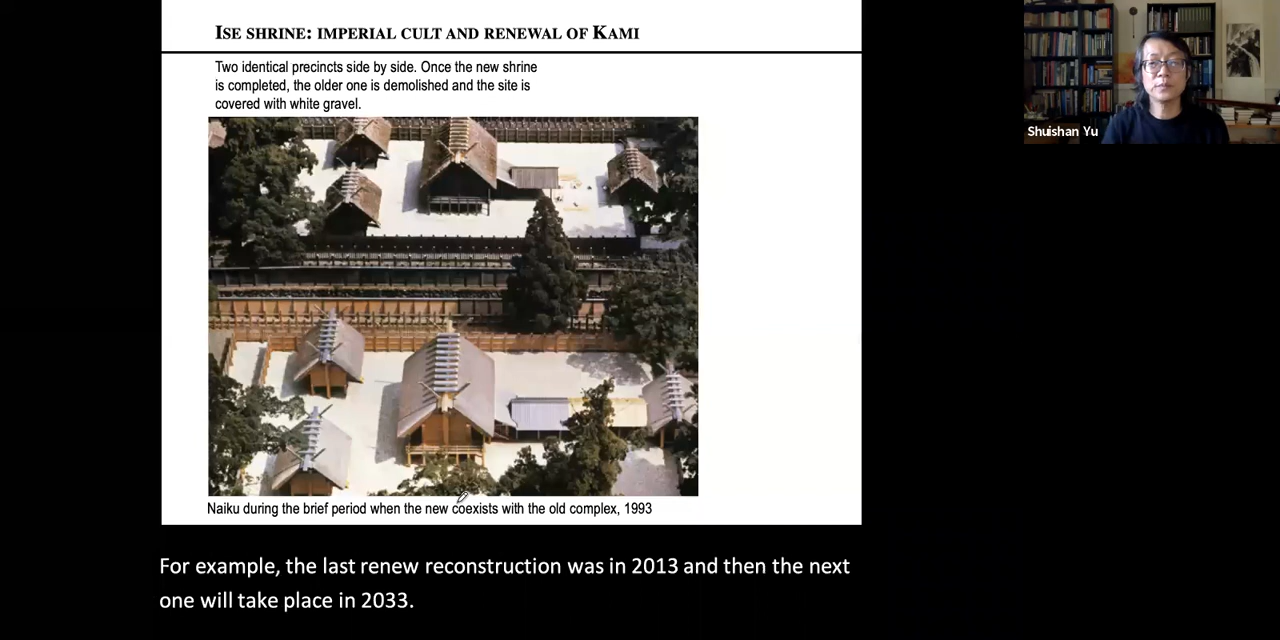 ISE SHRINE: IMPERIAL CULT AND RENEWAL OF KAMI
Two identical precincts side by side. Once the new shrine
is completed, the older one is demolished and the site is
covered with white gravel.
Shuishan Yu
Naiku during the brief period when the new coexists with the old complex, 1993
For example, the last renew reconstruction was in 2013 and then the next
one will take place in 2033.